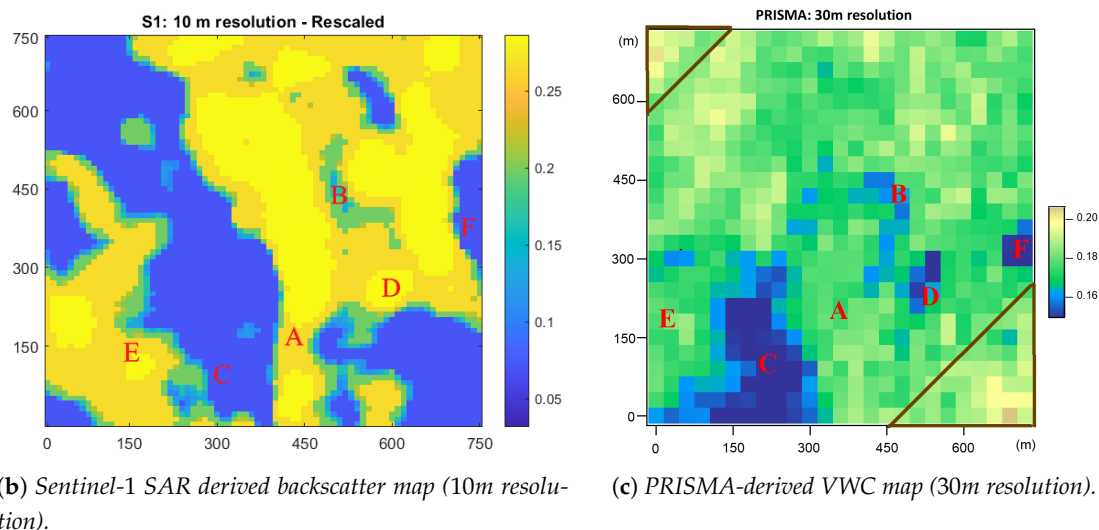 S1: 10 m resolution - Rescaled
750
600
450
300
150
0
0 150 300 450 600 750
0.25
0.2
0.15
0.1
0.05
B
F
D
A
E
C
(b) Sentinel-1 SAR derived backscatter map (10m resolu-
tion).
PRISMA: 30m resolution
(m)
600
450
300
150
0
0 150 300 450 600 (m)
0.20
0.18
0.16
B
F
D
A
E
C
(c) PRISMA-derived VWC map (30m resolution).